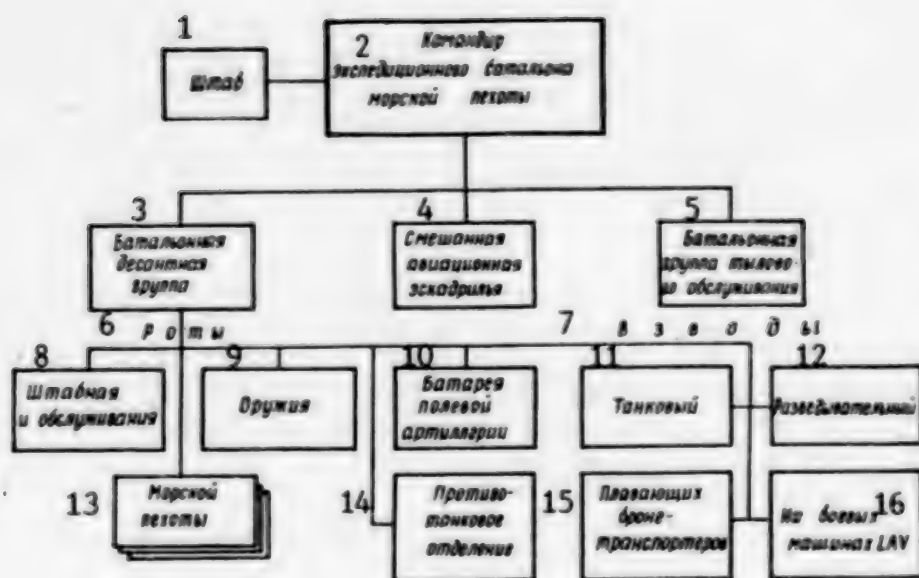 1
Штаб
2 Командир
экспедиционного батальона
морской пехоты
3
Батальонная
десантная
группа
4
Смешанная
авиационная
эскадрилья
5
Батальонная
группа тылово-
го обслуживания
6 Роты
7 Взводы
8
Штабная
и обслуживания
9
Оружия
10
Батарея
полевой
артиллерии
11
Танковый
12
Разведывательный
13
Морской
пехоты
14
Противо-
танковое
отделение
15
Плавающих
броне-
транспортеров
16
На боевых
машинах LAV